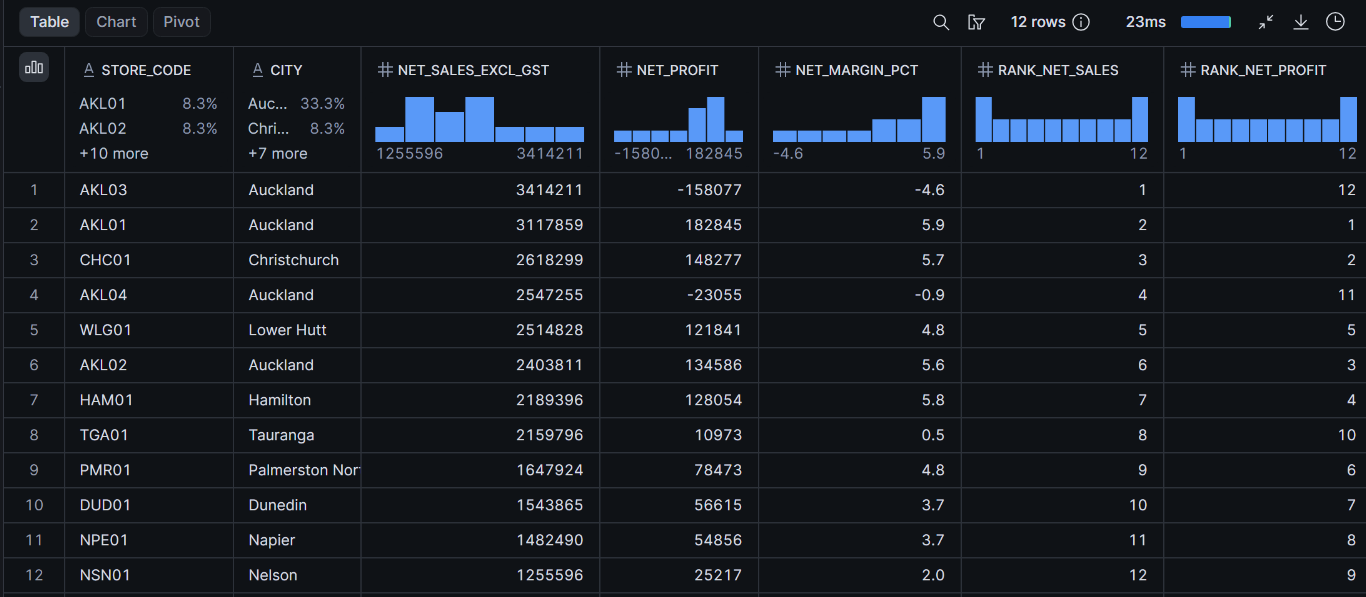 Table Chart Pivot 12 rows 23ms
STORE_CODE CITY NET_SALES_EXCL_GST NET_PROFIT NET_MARGIN_PCT RANK_NET_SALES RANK_NET_PROFIT
AKL01 8.3% Auc... 33.3%
AKL02 8.3% Chri... 8.3%
+10 more +7 more 1255596 3414211 -1580... 182845 -4.6 5.9 1 12 1 12
1 AKL03 Auckland 3414211 -158077 -4.6 1 12
2 AKL01 Auckland 3117859 182845 5.9 2 1
3 CHC01 Christchurch 2618299 148277 5.7 3 2
4 AKL04 Auckland 2547255 -23055 -0.9 4 11
5 WLG01 Lower Hutt 2514828 121841 4.8 5 5
6 AKL02 Auckland 2403811 134586 5.6 6 3
7 HAM01 Hamilton 2189396 128054 5.8 7 4
8 TGA01 Tauranga 2159796 10973 0.5 8 10
9 PMR01 Palmerston Nor 1647924 78473 4.8 9 6
10 DUD01 Dunedin 1543865 56615 3.7 10 7
11 NPE01 Napier 1482490 54856 3.7 11 8
12 NSN01 Nelson 1255596 25217 2.0 12 9